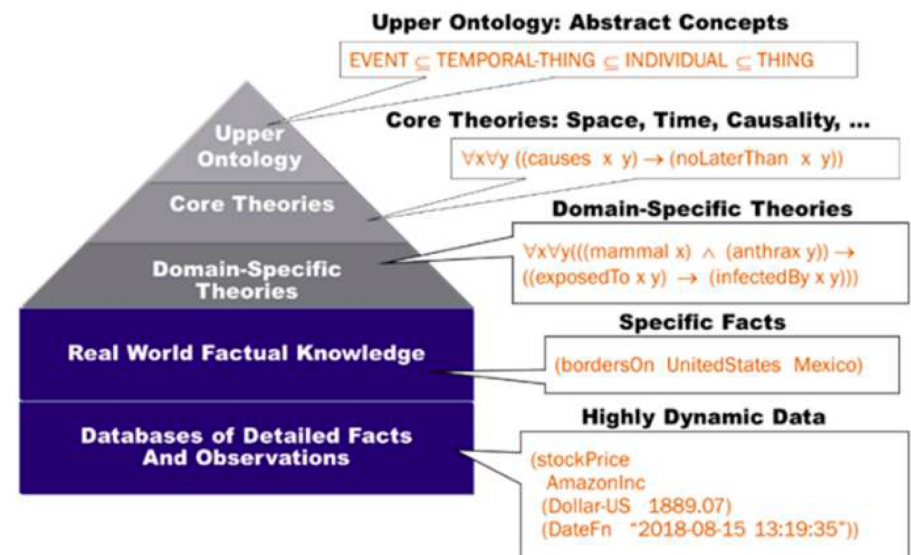 Upper Ontology: Abstract Concepts
EVENT ⊆ TEMPORAL-THING ⊆ INDIVIDUAL ⊆ THING
Upper
Ontology
Core Theories: Space, Time, Causality, ...
∀x∀y ((causes x y) → (noLaterThan x y))
Core Theories
Domain-Specific Theories
∀x∀y(((mammal x) ∧ (anthrax y)) →
((exposedTo x y) → (infectedBy x y)))
Domain-Specific
Theories
Specific Facts
(bordersOn UnitedStates Mexico)
Real World Factual Knowledge
Highly Dynamic Data
(stockPrice
AmazonInc
(Dollar-US 1889.07)
(DateFn “2018-08-15 13:19:35”))
Databases of Detailed Facts
And Observations